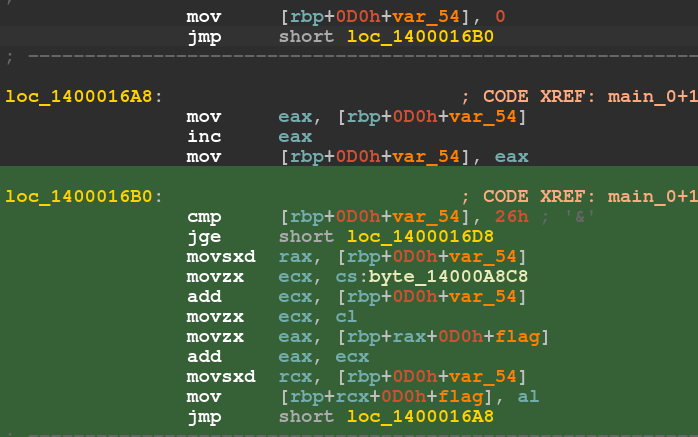 mov [rbp+0D0h+var_54], 0
jmp short loc_1400016B0
; ---------------------------------------------------------------
loc_1400016A8: ; CODE XREF: main_0+1
mov eax, [rbp+0D0h+var_54]
inc eax
mov [rbp+0D0h+var_54], eax
loc_1400016B0: ; CODE XREF: main_0+1
cmp [rbp+0D0h+var_54], 26h ; '&'
jge short loc_1400016D8
movsxd rax, [rbp+0D0h+var_54]
movzx ecx, cs:byte_14000A8C8
add ecx, [rbp+0D0h+var_54]
movzx ecx, cl
movzx eax, [rbp+rax+0D0h+flag]
add eax, ecx
movsxd rcx, [rbp+0D0h+var_54]
mov [rbp+rcx+0D0h+flag], al
jmp short loc_1400016A8